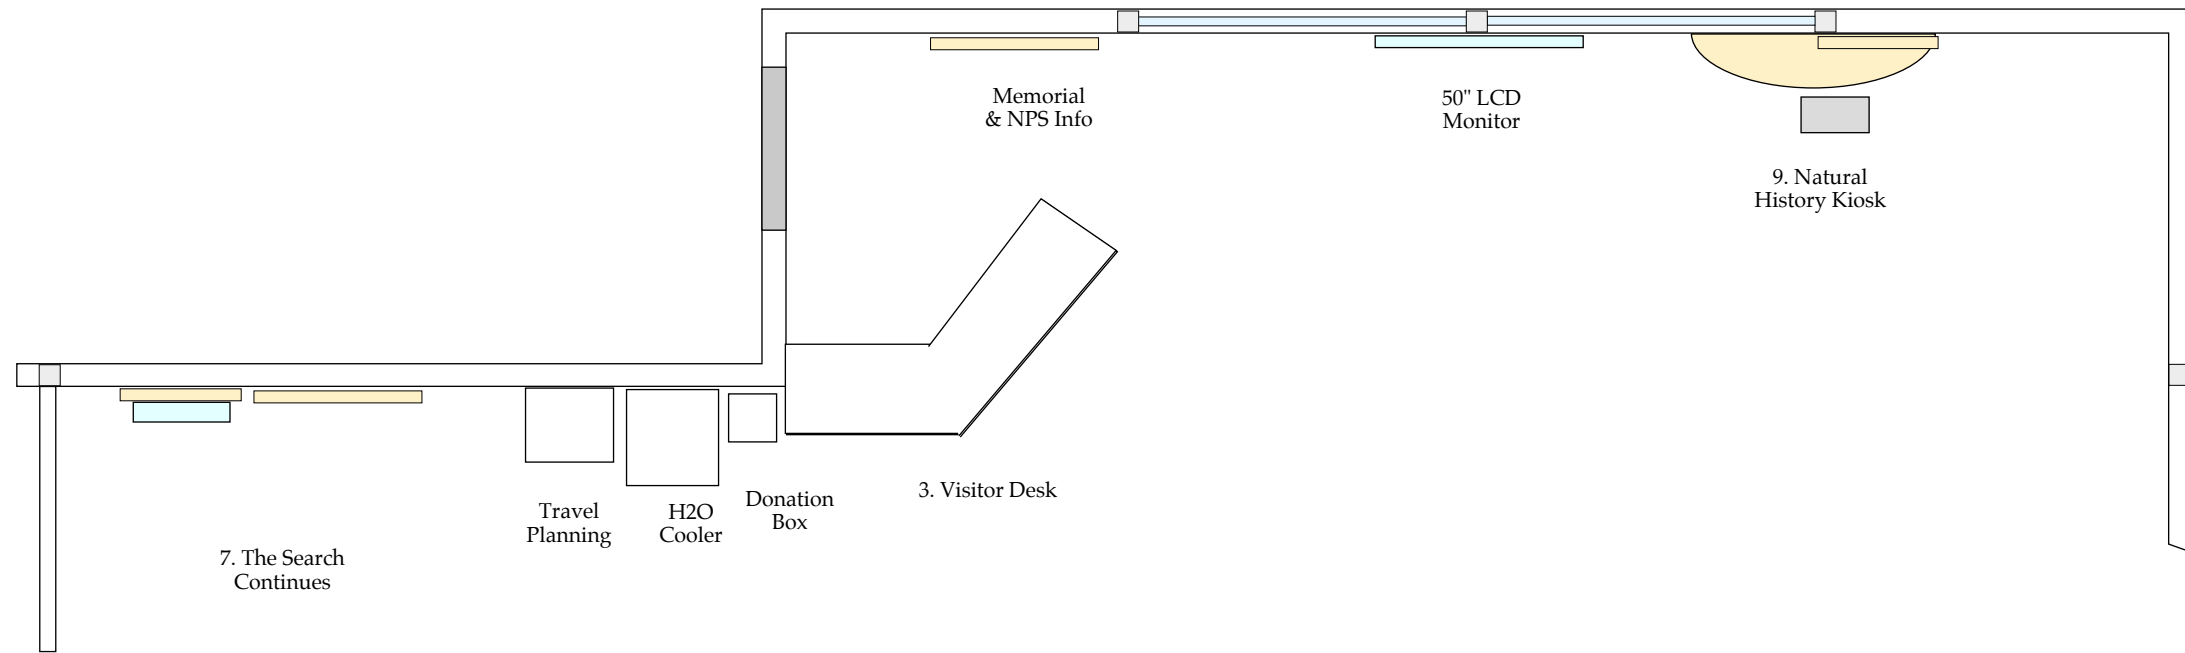 Memorial
& NPS Info
50" LCD
Monitor
9. Natural
History Kiosk
3. Visitor Desk
Donation
Box
H2O
Cooler
Travel
Planning
7. The Search
Continues